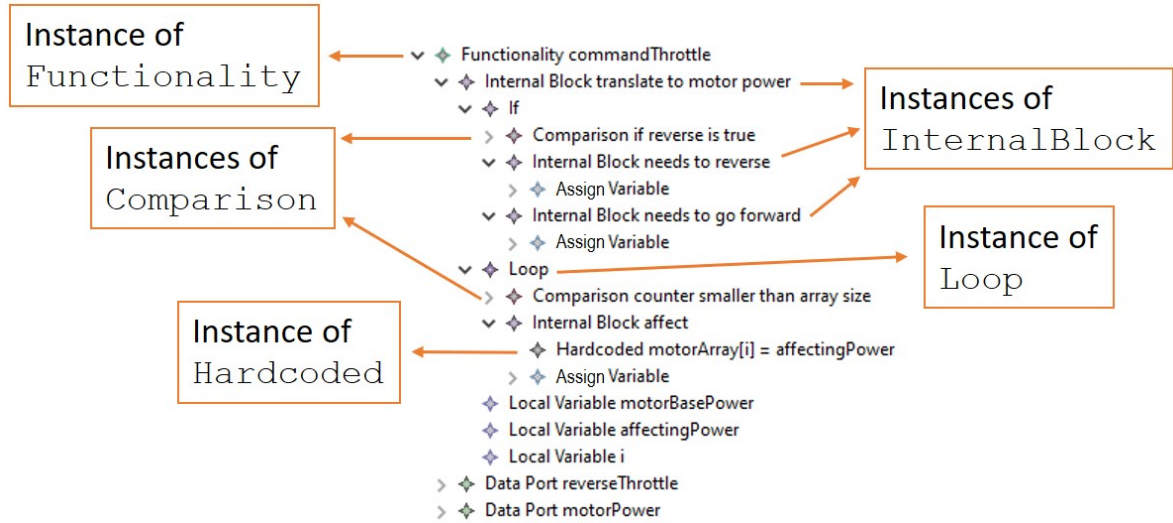 Instance of
Functionality
Functionality commandThrottle
Internal Block translate to motor power
Instances of
InternalBlock
If
Comparison if reverse is true
Instances of
Comparison
Internal Block needs to reverse
Assign Variable
Internal Block needs to go forward
Assign Variable
Instance of
Loop
Loop
Comparison counter smaller than array size
Internal Block affect
Instance of
Hardcoded
Hardcoded motorArray[i] = affectingPower
Assign Variable
Local Variable motorBasePower
Local Variable affectingPower
Local Variable i
Data Port reverseThrottle
Data Port motorPower